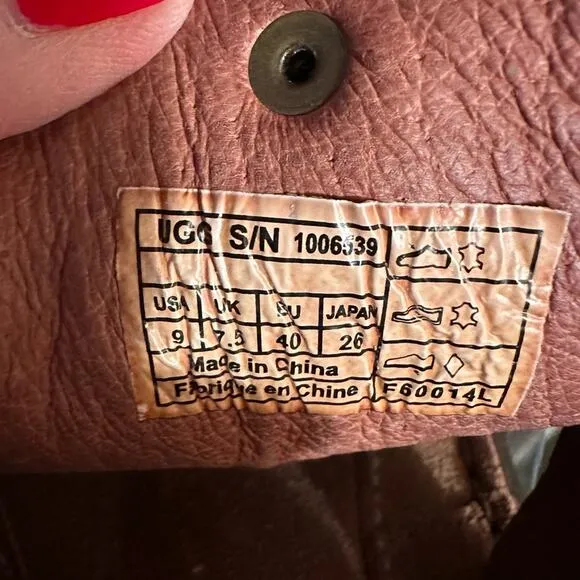 UGG S/N 1006539
USA UK EU JAPAN
9 7.5 40 26
Made in China
Fabriqué en Chine F60014L